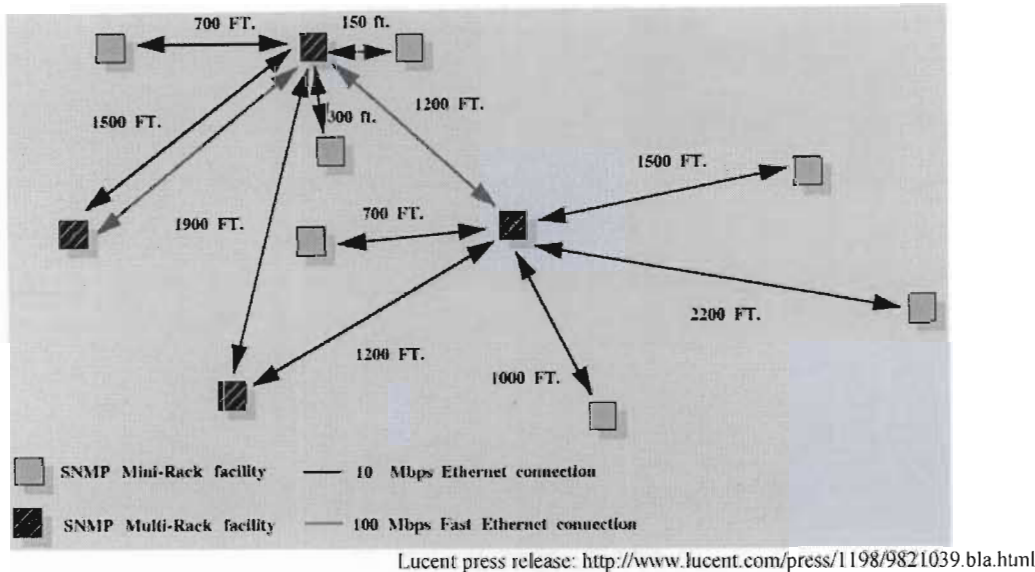 700 FT.
150 ft.
1200 FT.
300 ft.
1500 FT.
1500 FT.
1900 FT.
700 FT.
2200 FT.
1200 FT.
1000 FT.
SNMP Mini-Rack facility
10 Mbps Ethernet connection
SNMP Multi-Rack facility
100 Mbps Fast Ethernet connection
Lucent press release: http://www.lucent.com/press/1198/9821039.bla.html